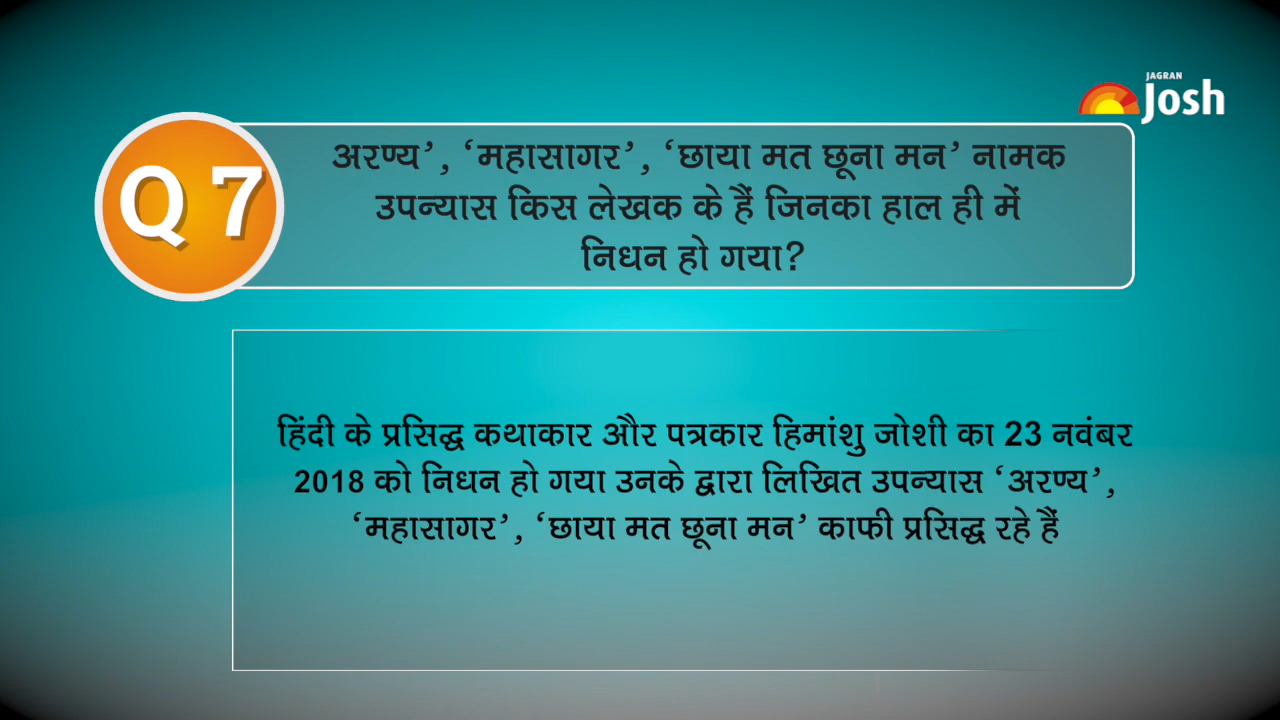 JAGRAN
Josh
Q 7
अरण्य’, ‘महासागर’, ‘छाया मत छूना मन’ नामक
उपन्यास किस लेखक के हैं जिनका हाल ही में
निधन हो गया?
हिंदी के प्रसिद्ध कथाकार और पत्रकार हिमांशु जोशी का 23 नवंबर
2018 को निधन हो गया उनके द्वारा लिखित उपन्यास ‘अरण्य’,
‘महासागर’, ‘छाया मत छूना मन’ काफी प्रसिद्ध रहे हैं